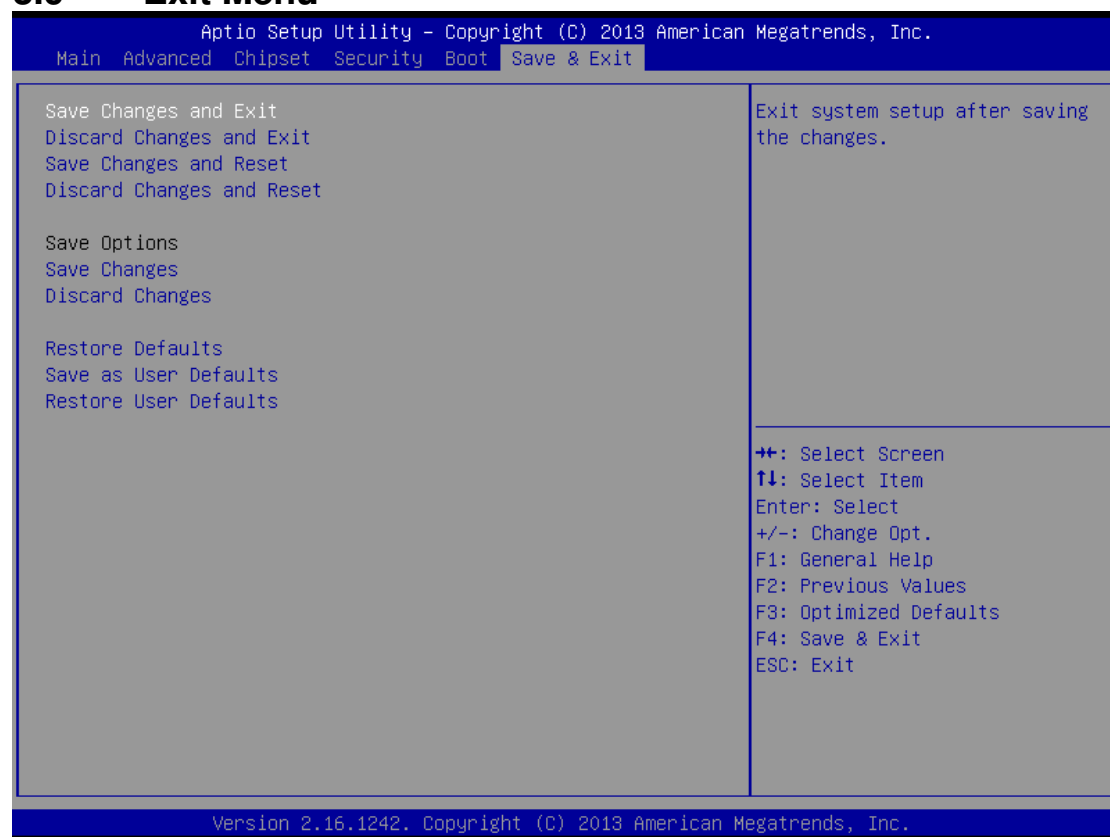 Exit Menu
Aptio Setup Utility – Copyright (C) 2013 American Megatrends, Inc.
Main Advanced Chipset Security Boot Save & Exit
Save Changes and Exit
Discard Changes and Exit
Save Changes and Reset
Discard Changes and Reset
Save Options
Save Changes
Discard Changes
Restore Defaults
Save as User Defaults
Restore User Defaults
Exit system setup after saving
the changes.
→←: Select Screen
↑↓: Select Item
Enter: Select
+/-: Change Opt.
F1: General Help
F2: Previous Values
F3: Optimized Defaults
F4: Save & Exit
ESC: Exit
Version 2.16.1242. Copyright (C) 2013 American Megatrends, Inc.